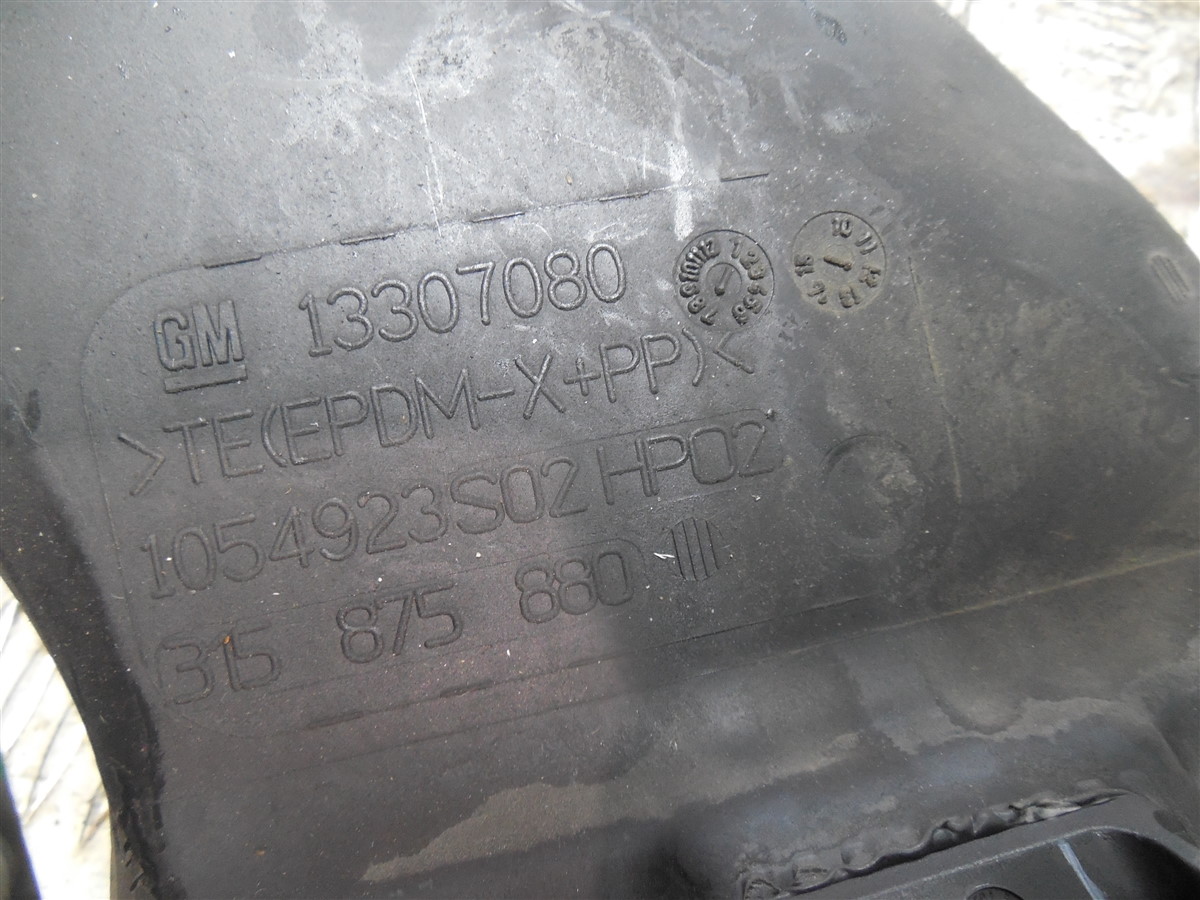 GM 13307080
>TE(EPDM-X+PP)<
1054923S02 HP02
315 875 880